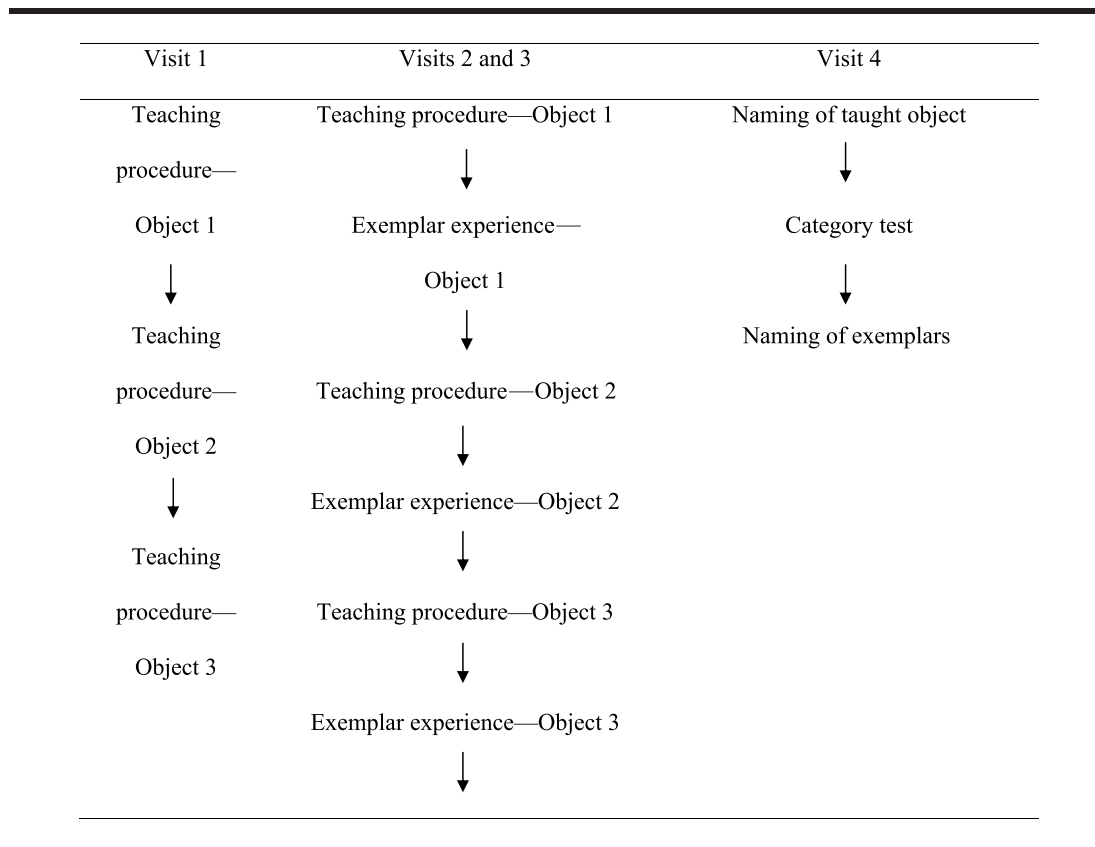 Visit 1
Visits 2 and 3
Visit 4
Teaching
procedure—
Object 1
Teaching
procedure—
Object 2
Teaching
procedure—
Object 3
Teaching procedure—Object 1
Exemplar experience—
Object 1
Teaching procedure—Object 2
Exemplar experience—Object 2
Teaching procedure—Object 3
Exemplar experience—Object 3
Naming of taught object
Category test
Naming of exemplars